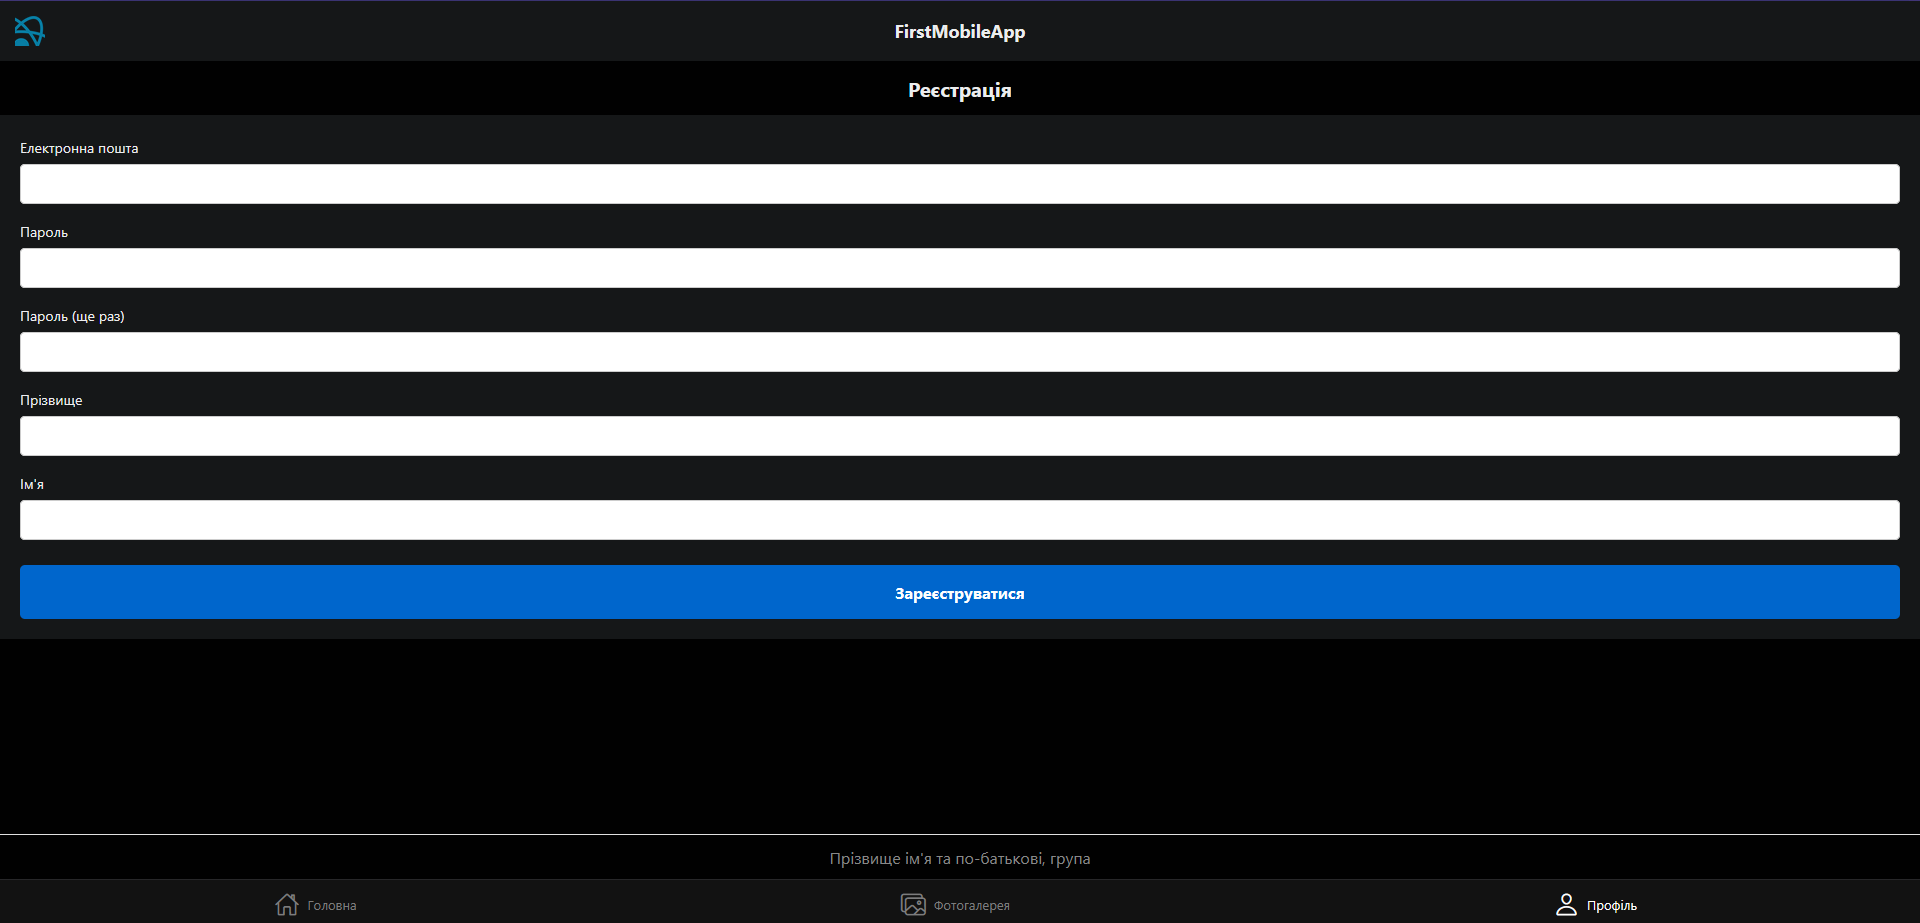 FirstMobileApp
Реєстрація
Електронна пошта
Пароль
Пароль (ще раз)
Прізвище
Ім'я
Зареєструватися
Прізвище ім'я та по-батькові, група
Головна
Фотогалерея
Профіль